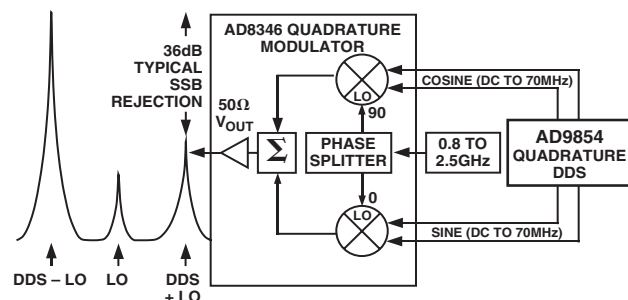 AD8346 QUADRATURE
MODULATOR
36dB
TYPICAL
SSB
REJECTION
50Ω
VOUT
LO
90
COSINE (DC TO 70MHz)
Σ
PHASE
SPLITTER
0.8 TO
2.5GHz
AD9854
QUADRATURE
DDS
0
LO
SINE (DC TO 70MHz)
DDS – LO
LO
DDS
+ LO